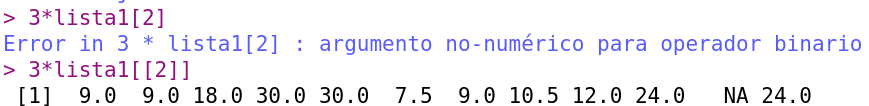 > 3*lista1[2]
Error in 3 * lista1[2] : argumento no-numérico para operador binario
> 3*lista1[[2]]
 [1]  9.0  9.0 18.0 30.0 30.0  7.5  9.0 10.5 12.0 24.0   NA 24.0